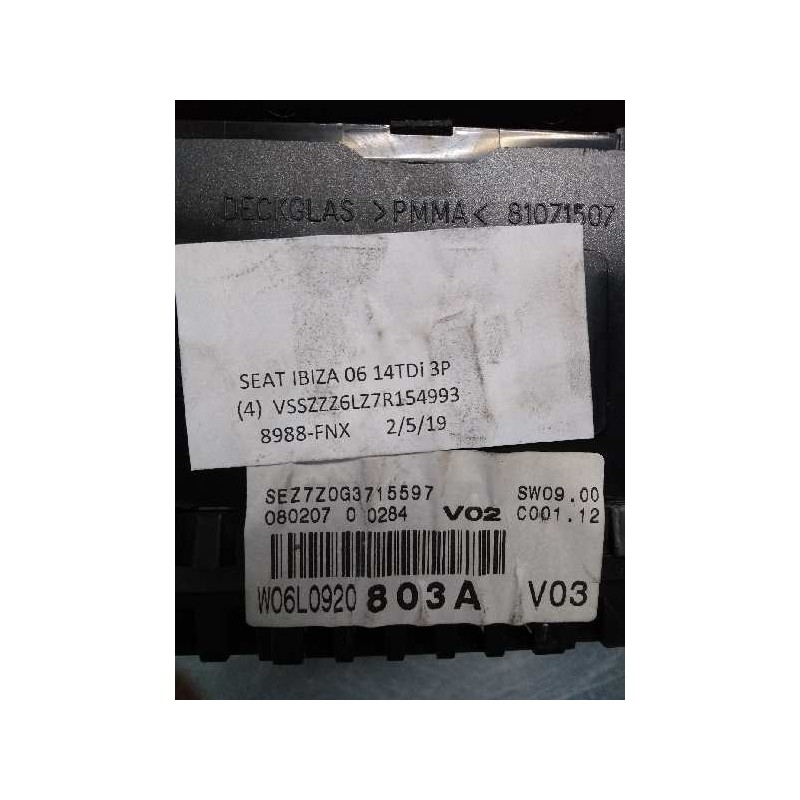 DECKGLAS >PMMA< 81071507
SEAT IBIZA 06 14TDi 3P
(4) VSSZZZ6LZ7R154993
8988-FNX 2/5/19
SEZ7Z0G3715597 SW09.00
080207 0 0284 V02 C001.12
W06L0920 803A V03